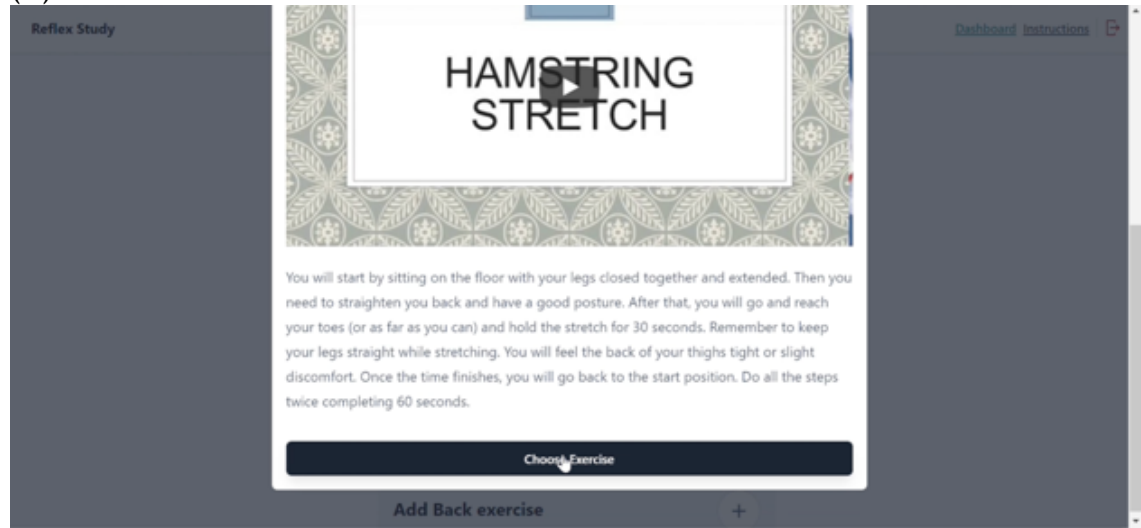 Reflex Study
Dashboard Instructions
HAMSTRING
STRETCH
You will start by sitting on the floor with your legs closed together and extended. Then you
need to straighten you back and have a good posture. After that, you will go and reach
your toes (or as far as you can) and hold the stretch for 30 seconds. Remember to keep
your legs straight while stretching. You will feel the back of your thighs tight or slight
discomfort. Once the time finishes, you will go back to the start position. Do all the steps
twice completing 60 seconds.
Choose Exercise
Add Back exercise